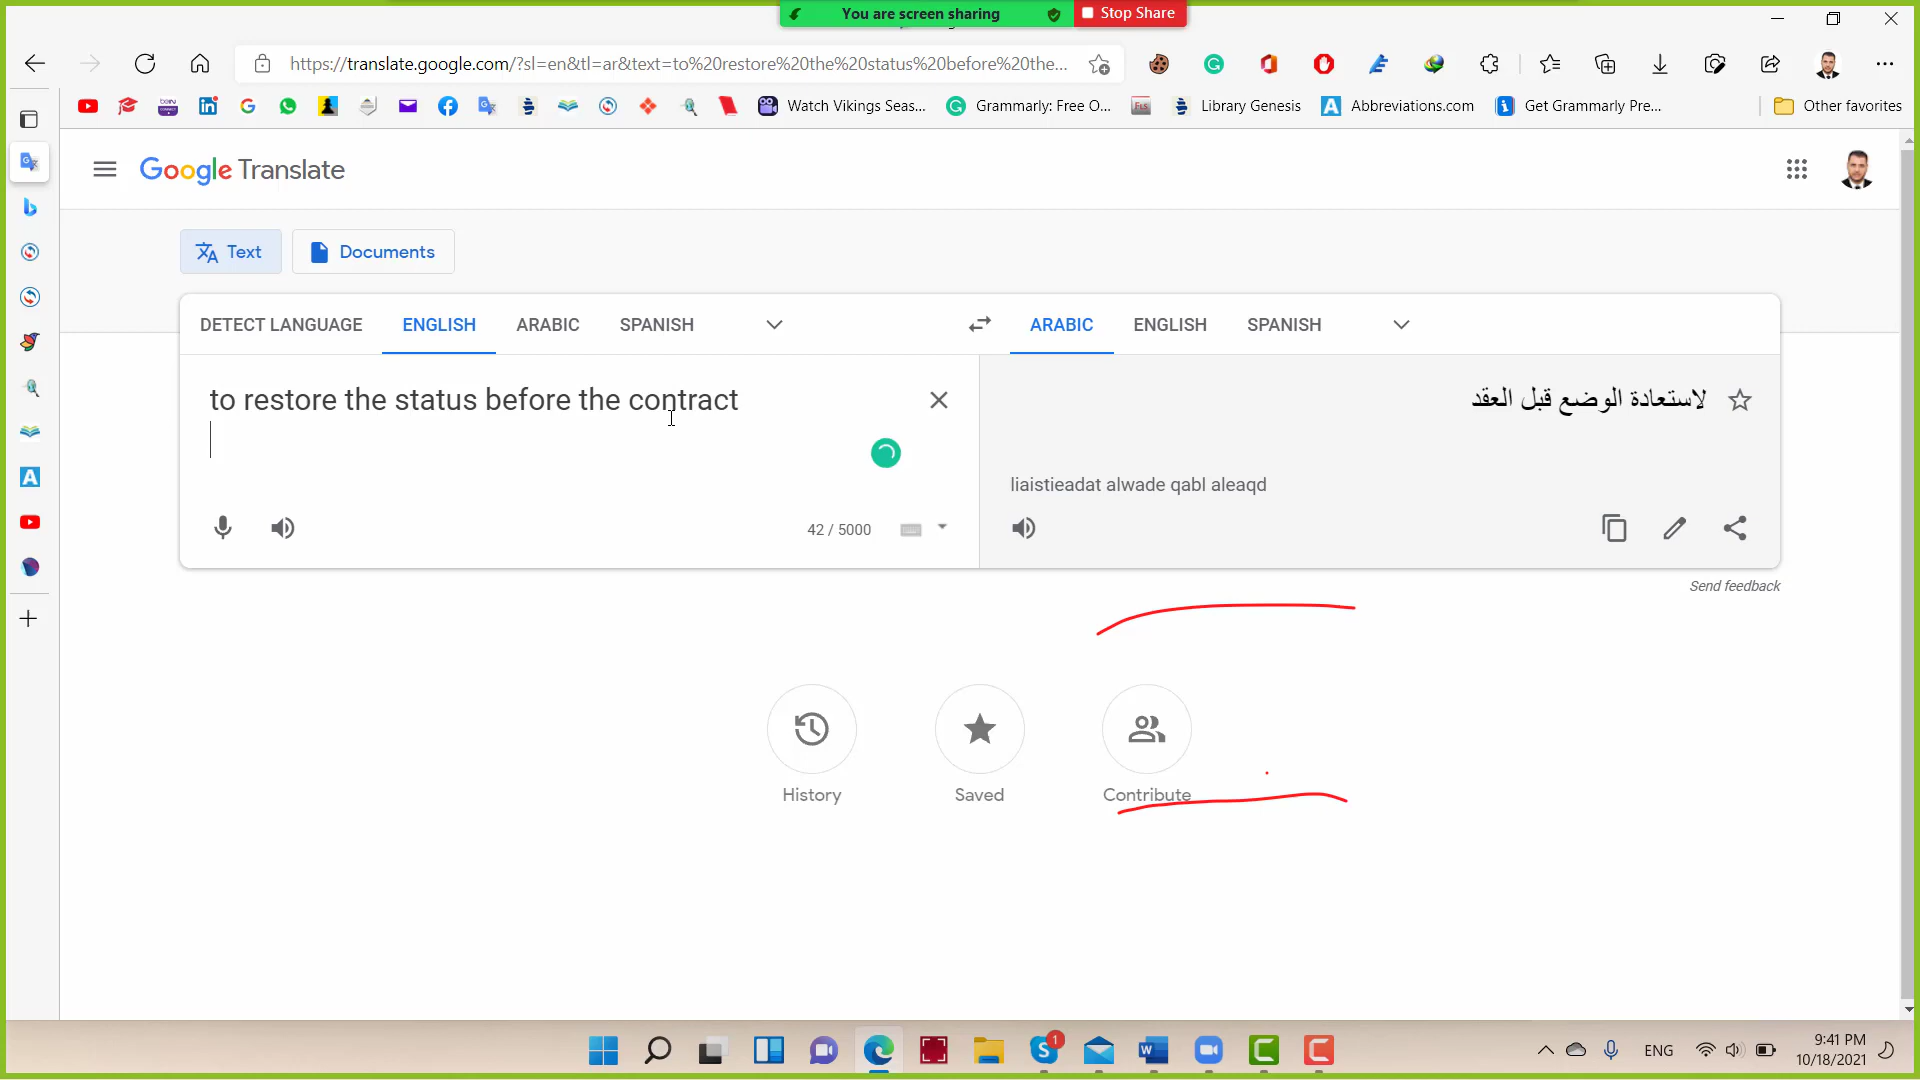 You are screen sharing
Stop Share
https://translate.google.com/?sl=en&tl=ar&text=to%20restore%20the%20status%20before%20the...
Watch Vikings Seas...
Grammarly: Free O...
Library Genesis
Abbreviations.com
Get Grammarly Pre...
Other favorites
Google Translate
Text
Documents
DETECT LANGUAGE
ENGLISH
ARABIC
SPANISH
ARABIC
ENGLISH
SPANISH
to restore the status before the contract
لاستعادة الوضع قبل العقد
liaistieadat alwade qabl aleaqd
42 / 5000
Send feedback
History
Saved
Contribute
1
ENG
9:41 PM
10/18/2021